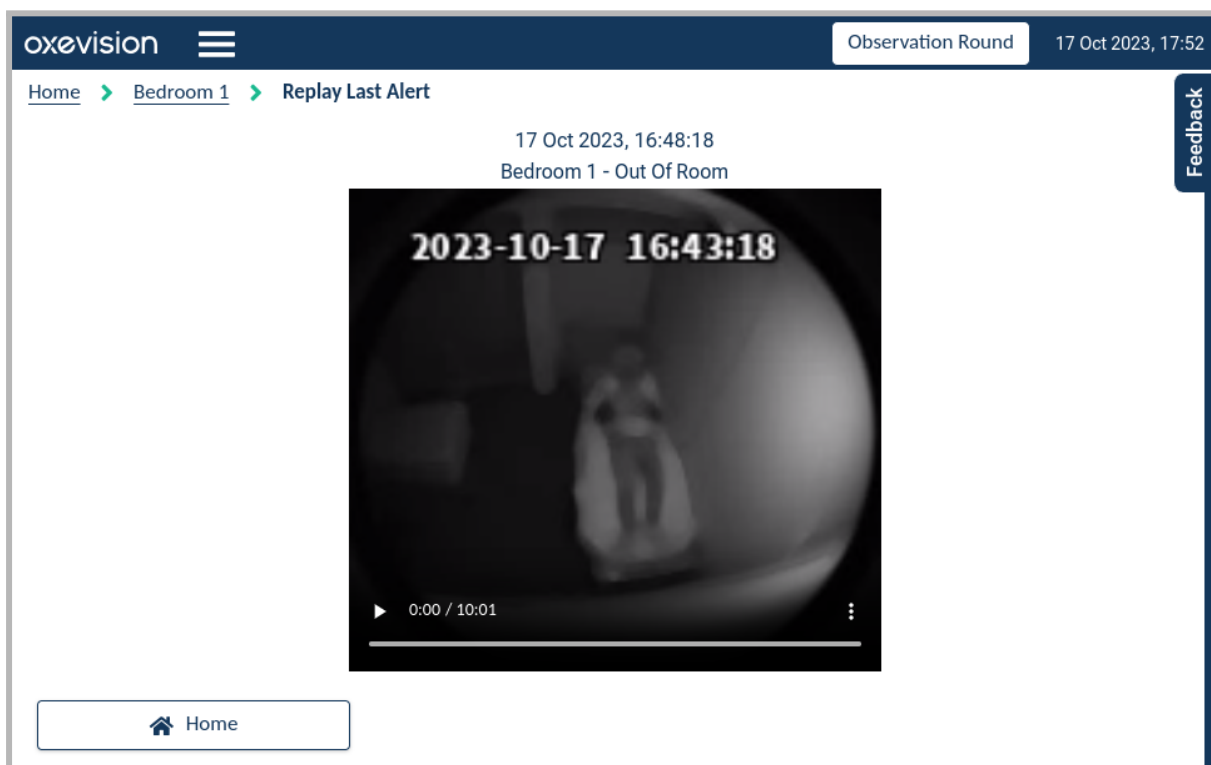 oxevision
Observation Round
17 Oct 2023, 17:52
Home
Bedroom 1
Replay Last Alert
Feedback
17 Oct 2023, 16:48:18
Bedroom 1 - Out Of Room
2023-10-17 16:43:18
0:00 / 10:01
Home